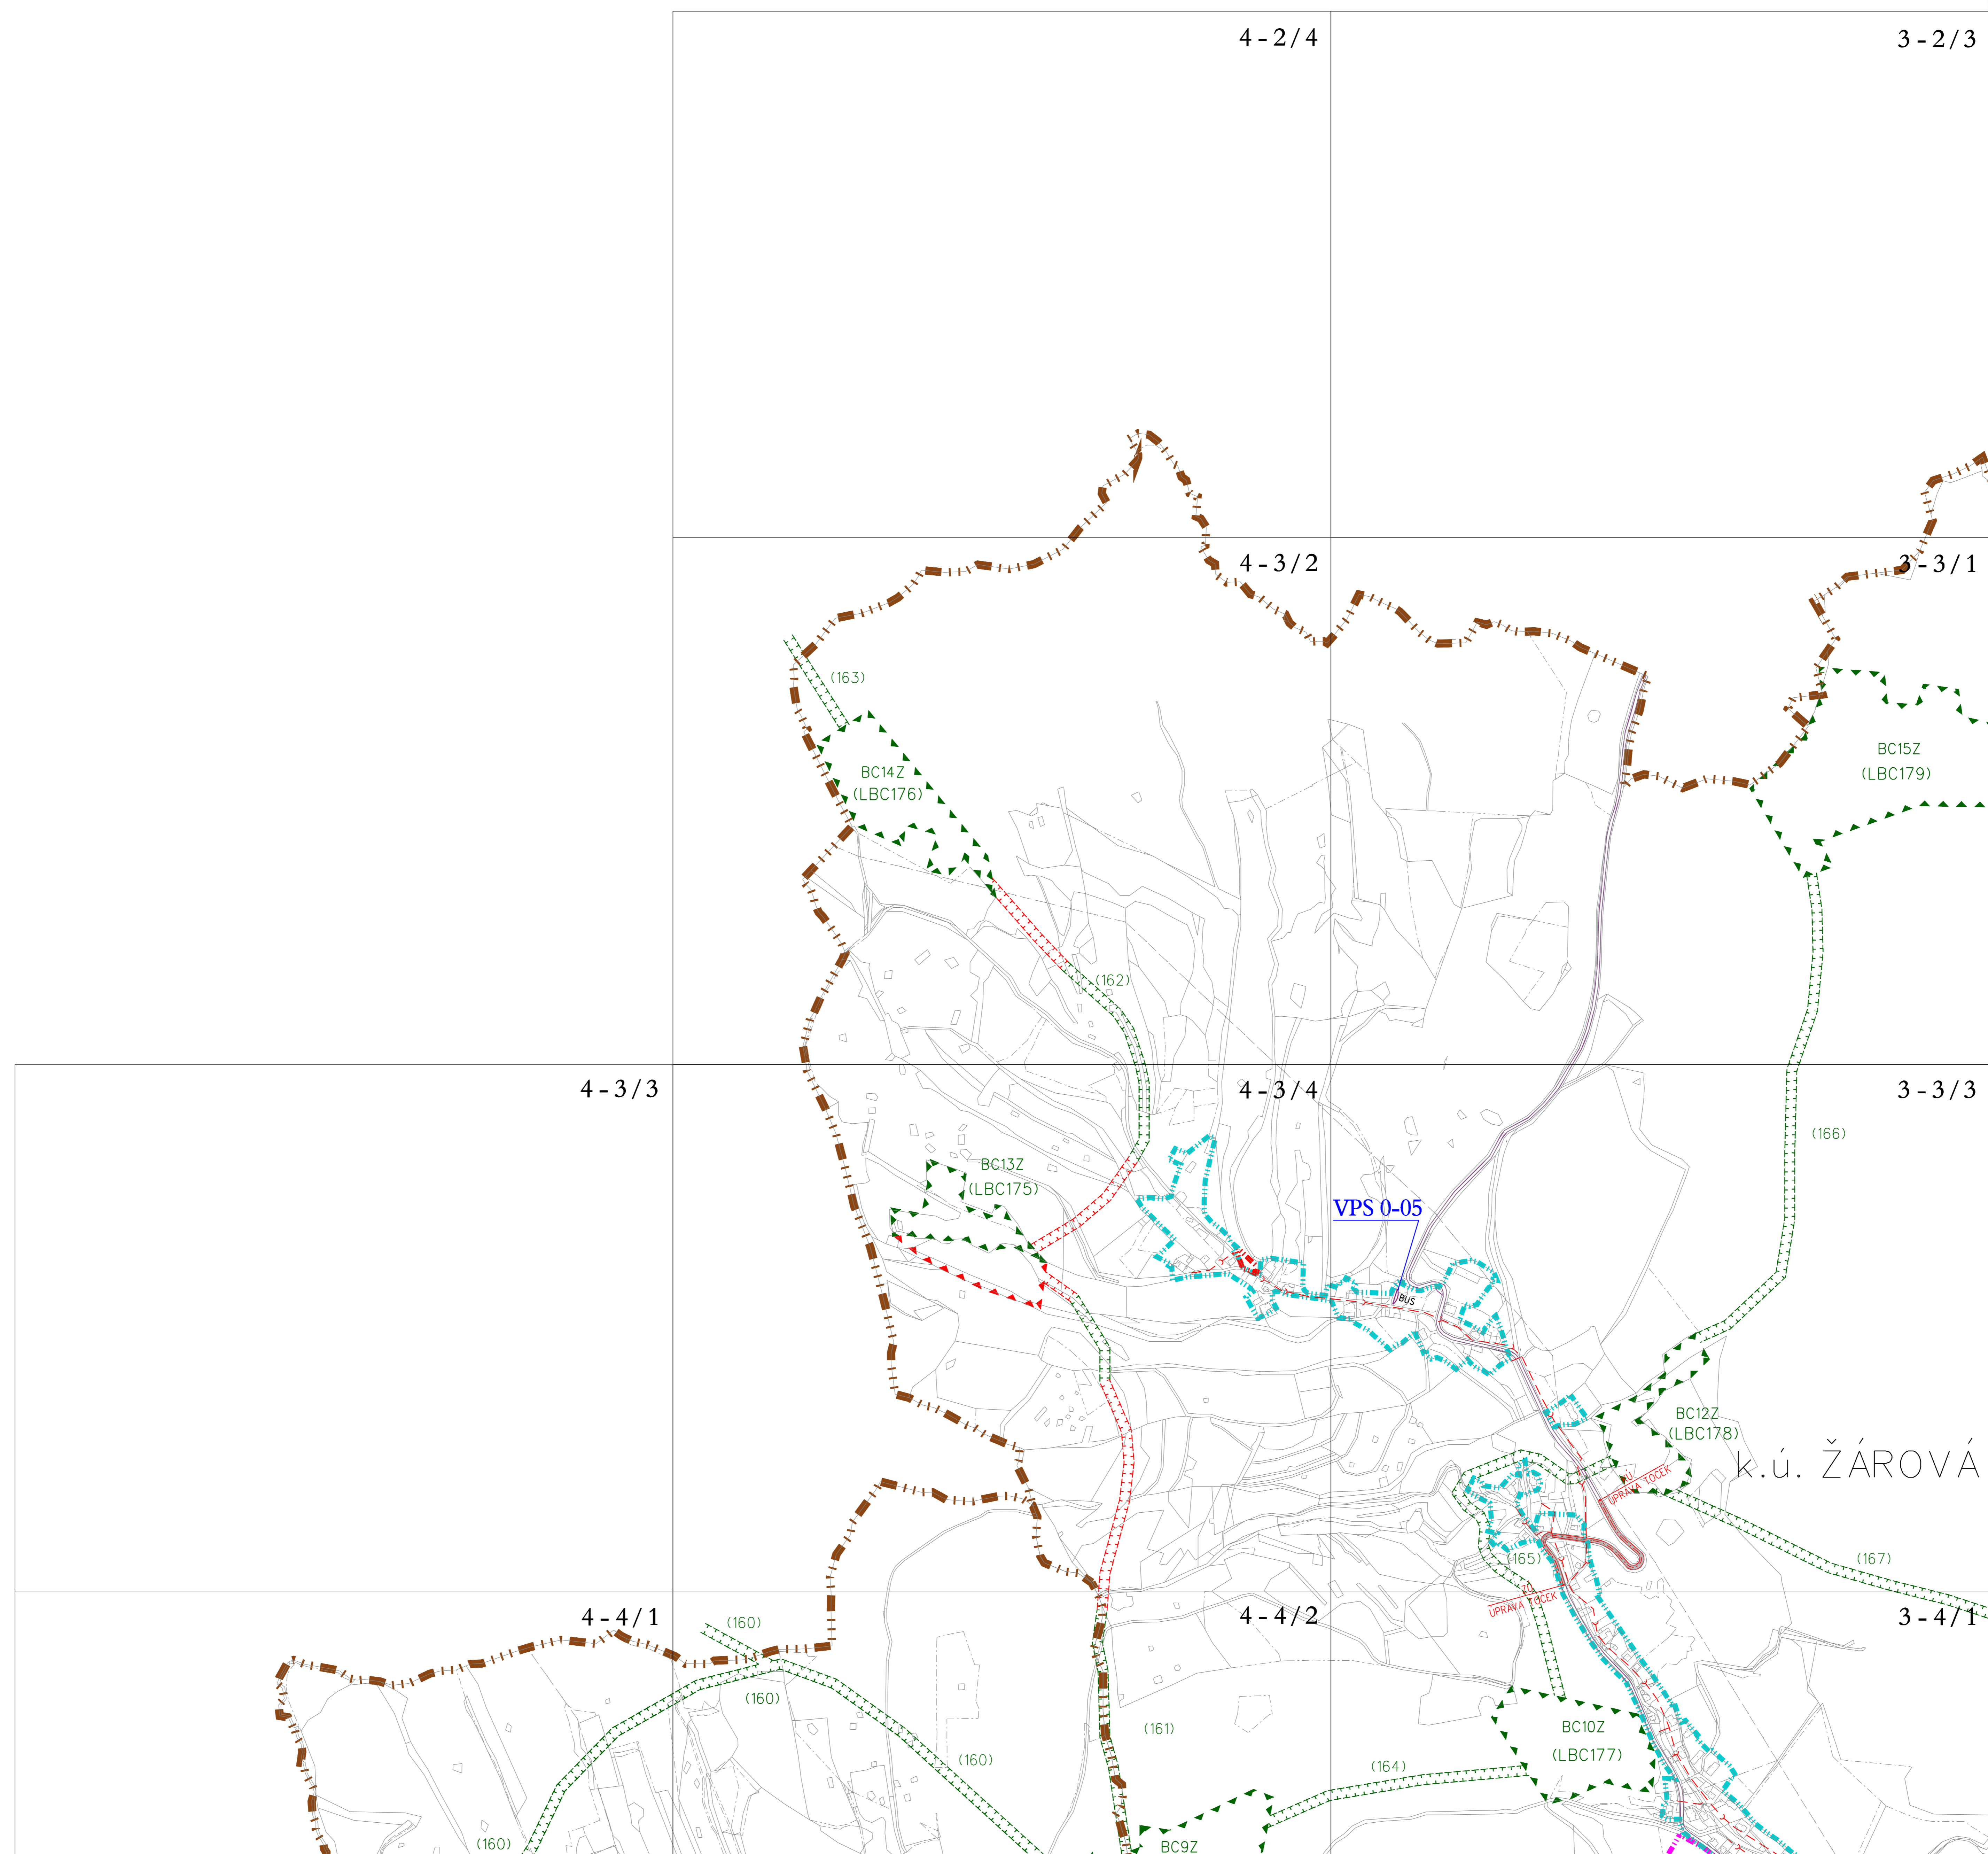 4-2/4
3-2/3
4-3/2
3-3/1
(163)
BC14Z
(LBC176)
BC15Z
(LBC179)
(162)
4-3/3
4-3/4
3-3/3
(166)
BC13Z
(LBC175)
VPS 0-05
BUS
BC12Z
(LBC178)
k.ú. ŽÁROVÁ
ÚPRAVA TOČEK
(165)
(167)
ÚPRAVA TOČEK
4-4/1
4-4/2
3-4/1
(160)
(160)
(161)
BC10Z
(LBC177)
(160)
(164)
(160)
BC9Z